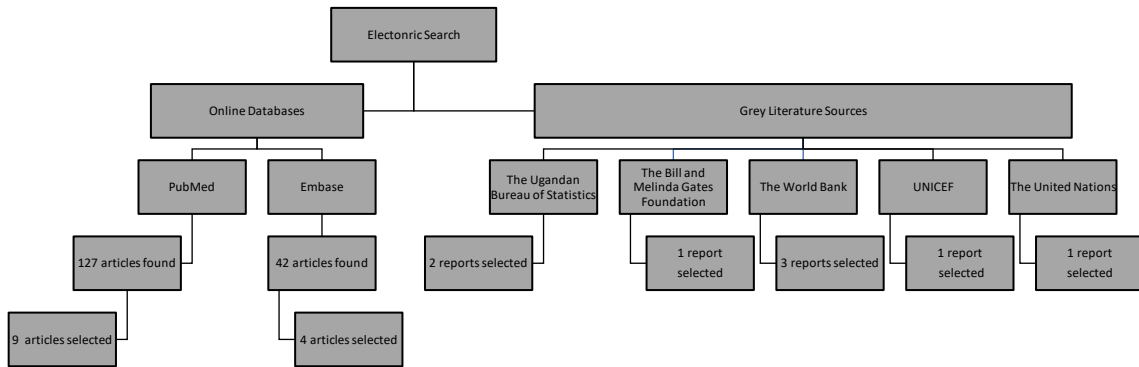 Electonric Search
Online Databases
Grey Literature Sources
PubMed
Embase
The Ugandan
Bureau of Statistics
The Bill and
Melinda Gates
Foundation
The World Bank
UNICEF
The United Nations
127 articles found
42 articles found
2 reports selected
1 report
selected
3 reports selected
1 report
selected
1 report
selected
9 articles selected
4 articles selected